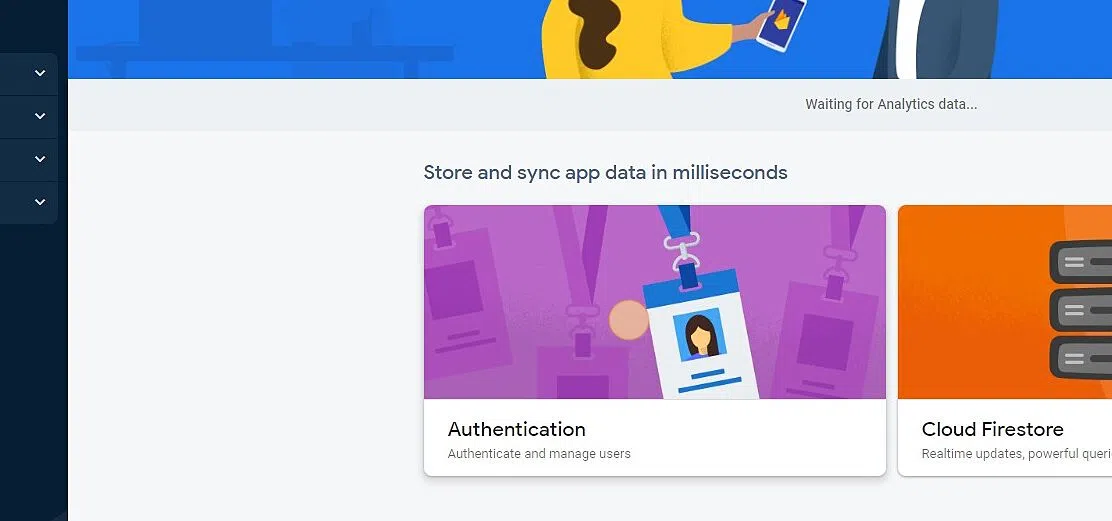 Waiting for Analytics data...
Store and sync app data in milliseconds
Authentication
Authenticate and manage users
Cloud Firestore
Realtime updates, powerful